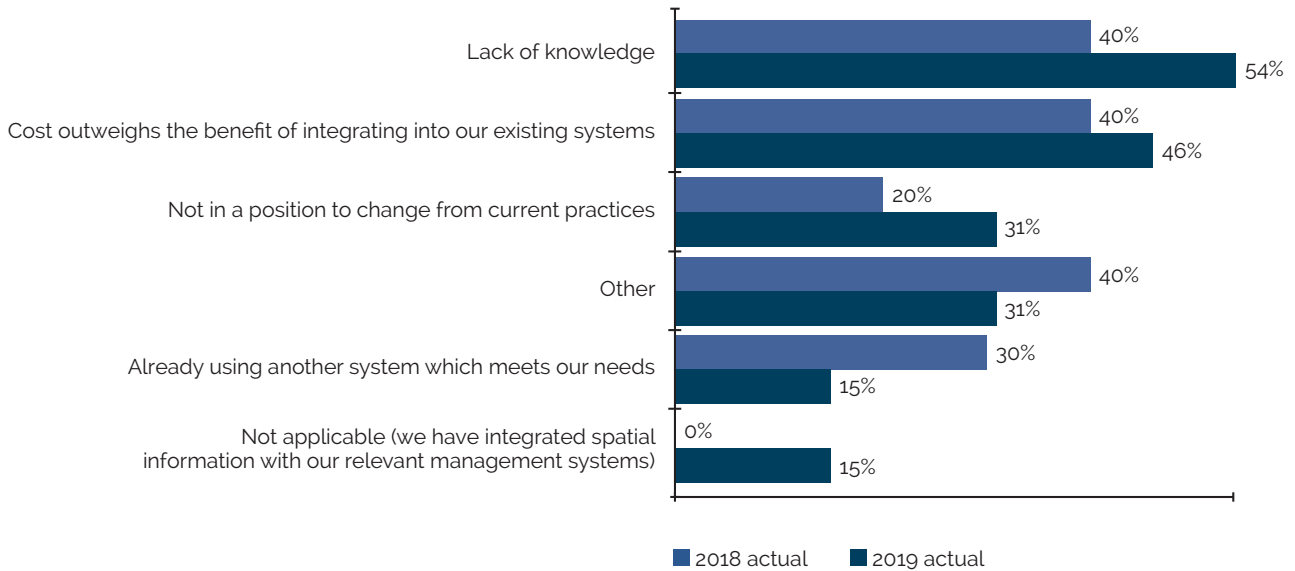 Lack of knowledge
40%
54%
Cost outweighs the benefit of integrating into our existing systems
40%
46%
Not in a position to change from current practices
20%
31%
Other
40%
31%
Already using another system which meets our needs
30%
15%
Not applicable (we have integrated spatial
information with our relevant management systems)
0%
15%
2018 actual
2019 actual